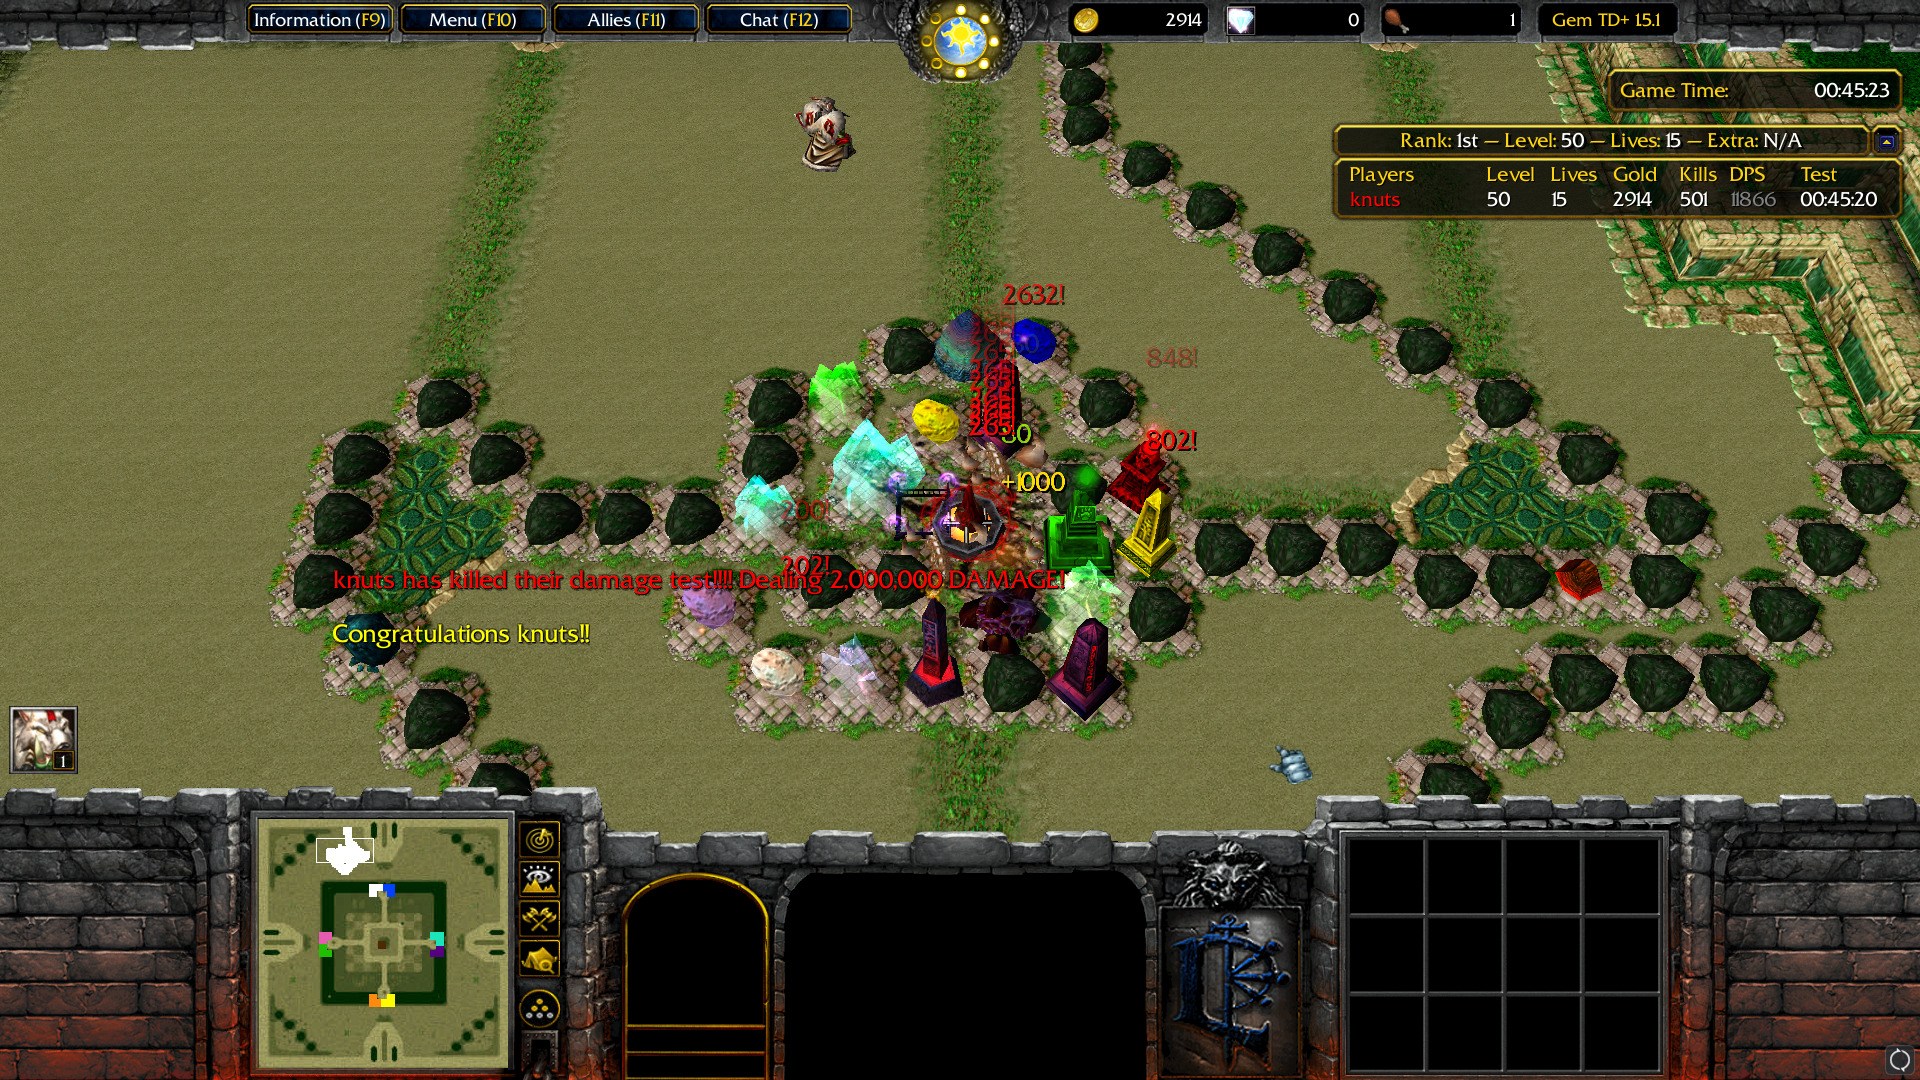 Information (F9) Menu (F10) Allies (F11) Chat (F12) 2914 0 1 Gem TD+ 15.1
Game Time: 00:45:23
Rank: 1st – Level: 50 – Lives: 15 – Extra: N/A
Players Level Lives Gold Kills DPS Test
knuts 50 15 2914 501 11866 00:45:20
2632!
848!
265!
802!
+1000
202!
knuts has killed their damage test!!!! Dealing 2,000,000 DAMAGE!
Congratulations knuts!!
1